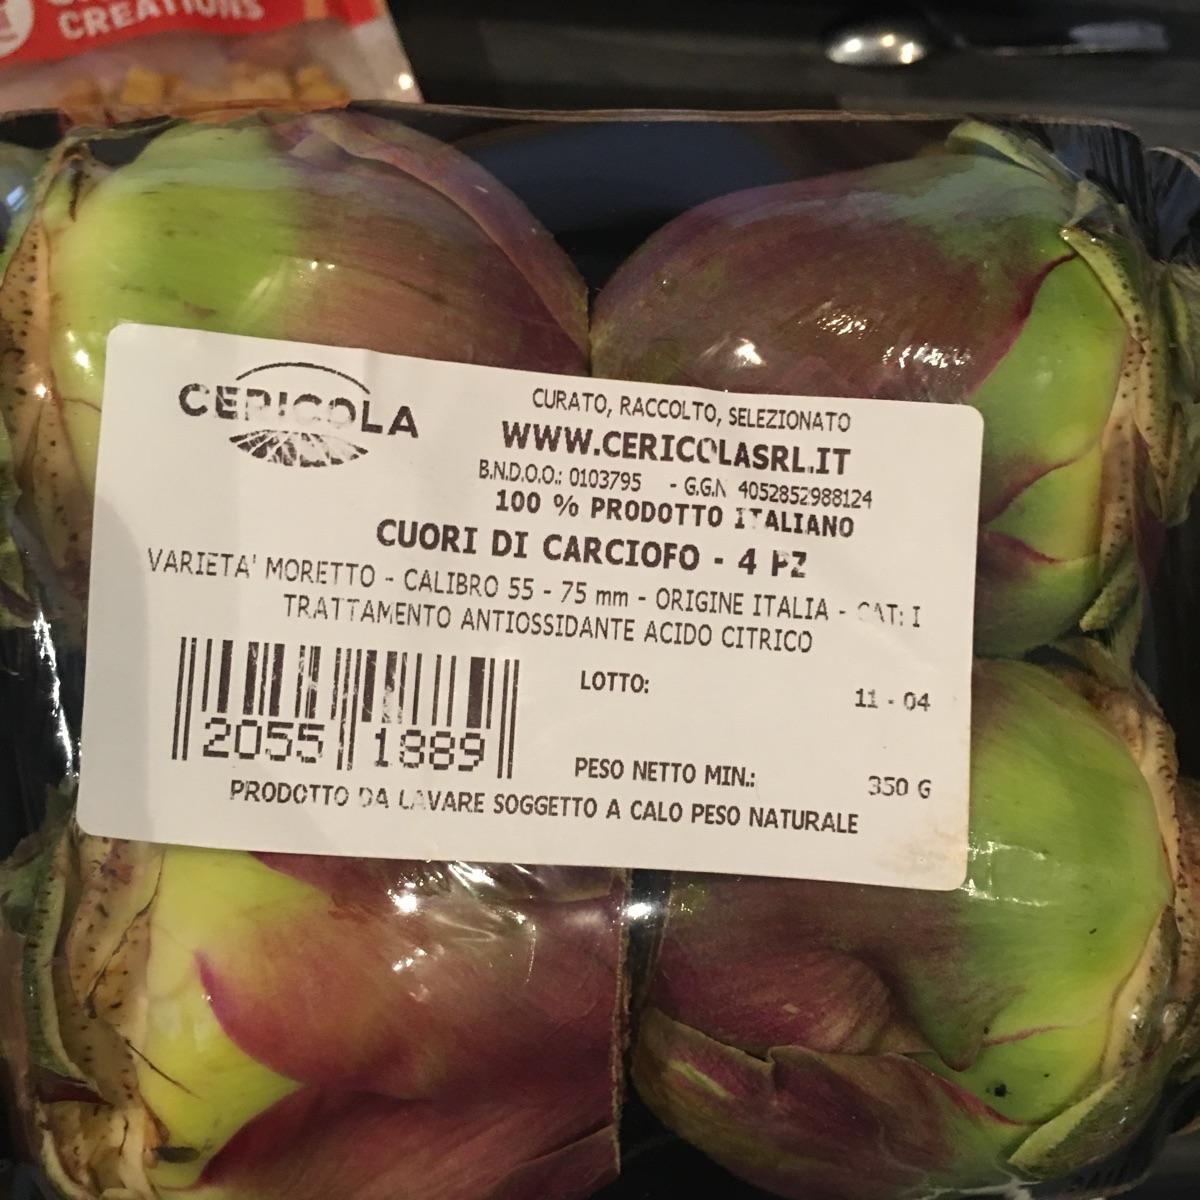 CREATIONS
CERICOLA
CURATO, RACCOLTO, SELEZIONATO
WWW.CERICOLASRL.IT
B.N.D.O.O.: 0103795 - G.G.N 4052852988124
100 % PRODOTTO ITALIANO
CUORI DI CARCIOFO - 4 PZ
VARIETA' MORETTO - CALIBRO 55 - 75 mm - ORIGINE ITALIA - CAT: I
TRATTAMENTO ANTIOSSIDANTE ACIDO CITRICO
LOTTO: 11 - 04
2055 1889
PESO NETTO MIN.: 350 G
PRODOTTO DA LAVARE SOGGETTO A CALO PESO NATURALE